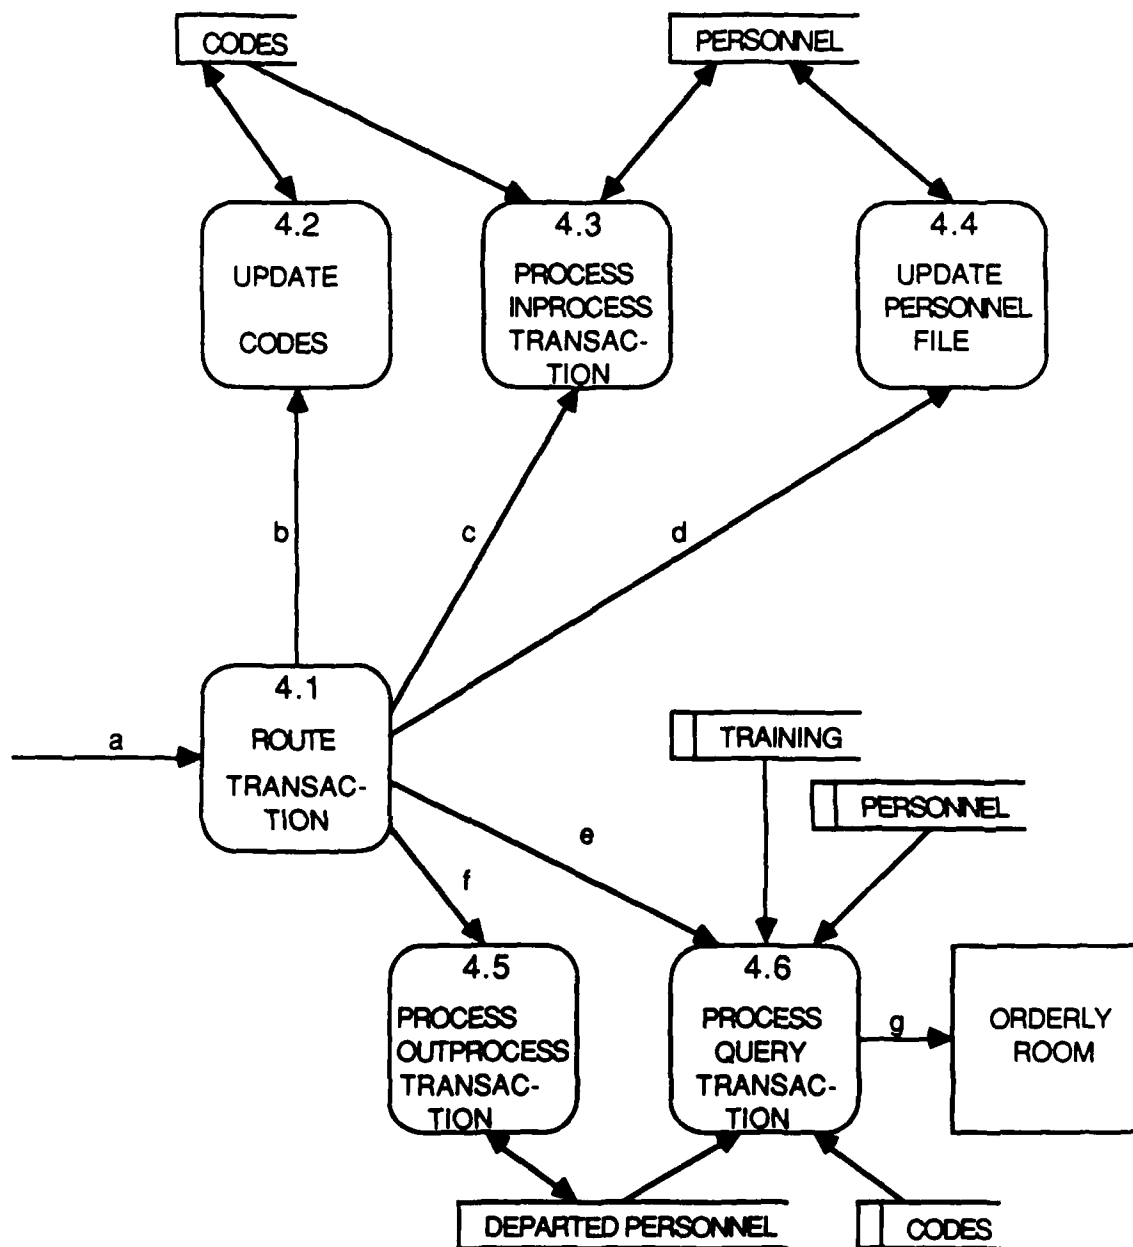 CODES
PERSONNEL
4.2
UPDATE
CODES
4.3
PROCESS
INPROCESS
TRANSAC-
TION
4.4
UPDATE
PERSONNEL
FILE
b
c
d
4.1
ROUTE
TRANSAC-
TION
a
TRAINING
PERSONNEL
e
f
4.5
PROCESS
OUTPROCESS
TRANSAC-
TION
4.6
PROCESS
QUERY
TRANSAC-
TION
g
ORDERLY
ROOM
DEPARTED PERSONNEL
CODES